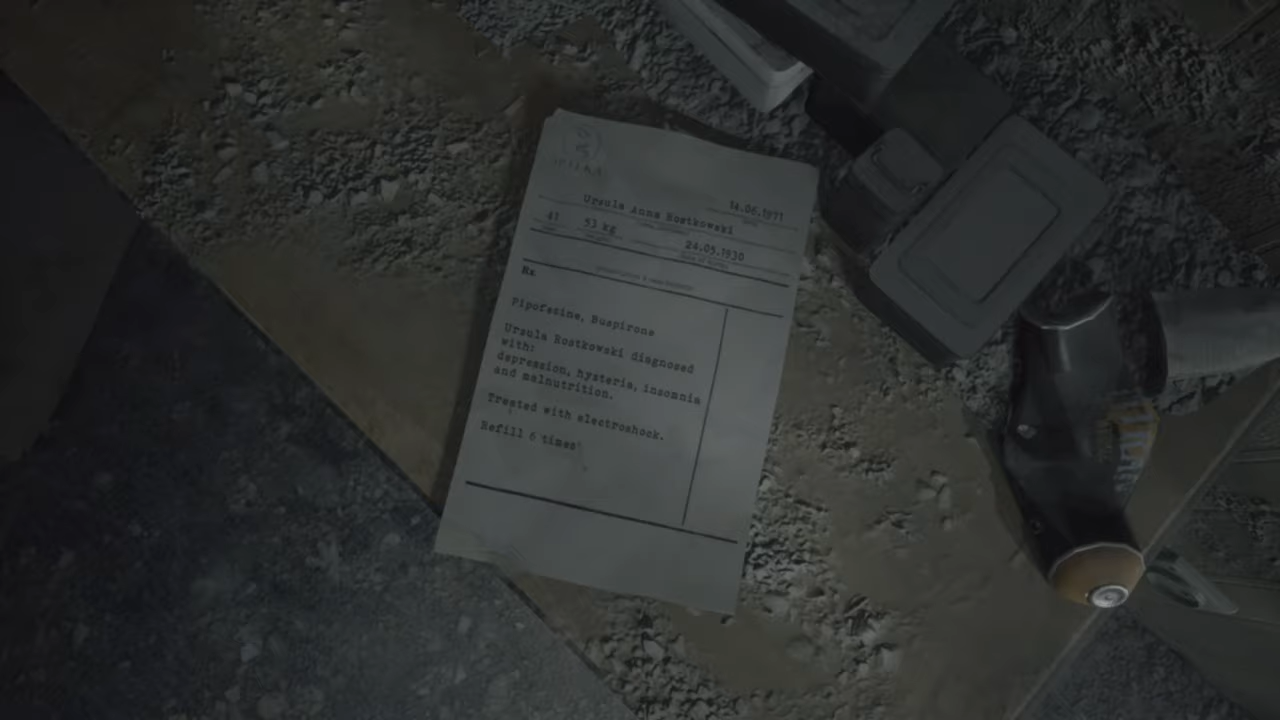 14.06.1971
Ursula Anna Rostkowski
41 53 kg 24.05.1930
Rx
Pipofezine, Buspirone
Ursula Rostkowski diagnosed
with:
depression, hysteria, insomnia
and malnutrition.
Treated with electroshock.
Refill 6 times